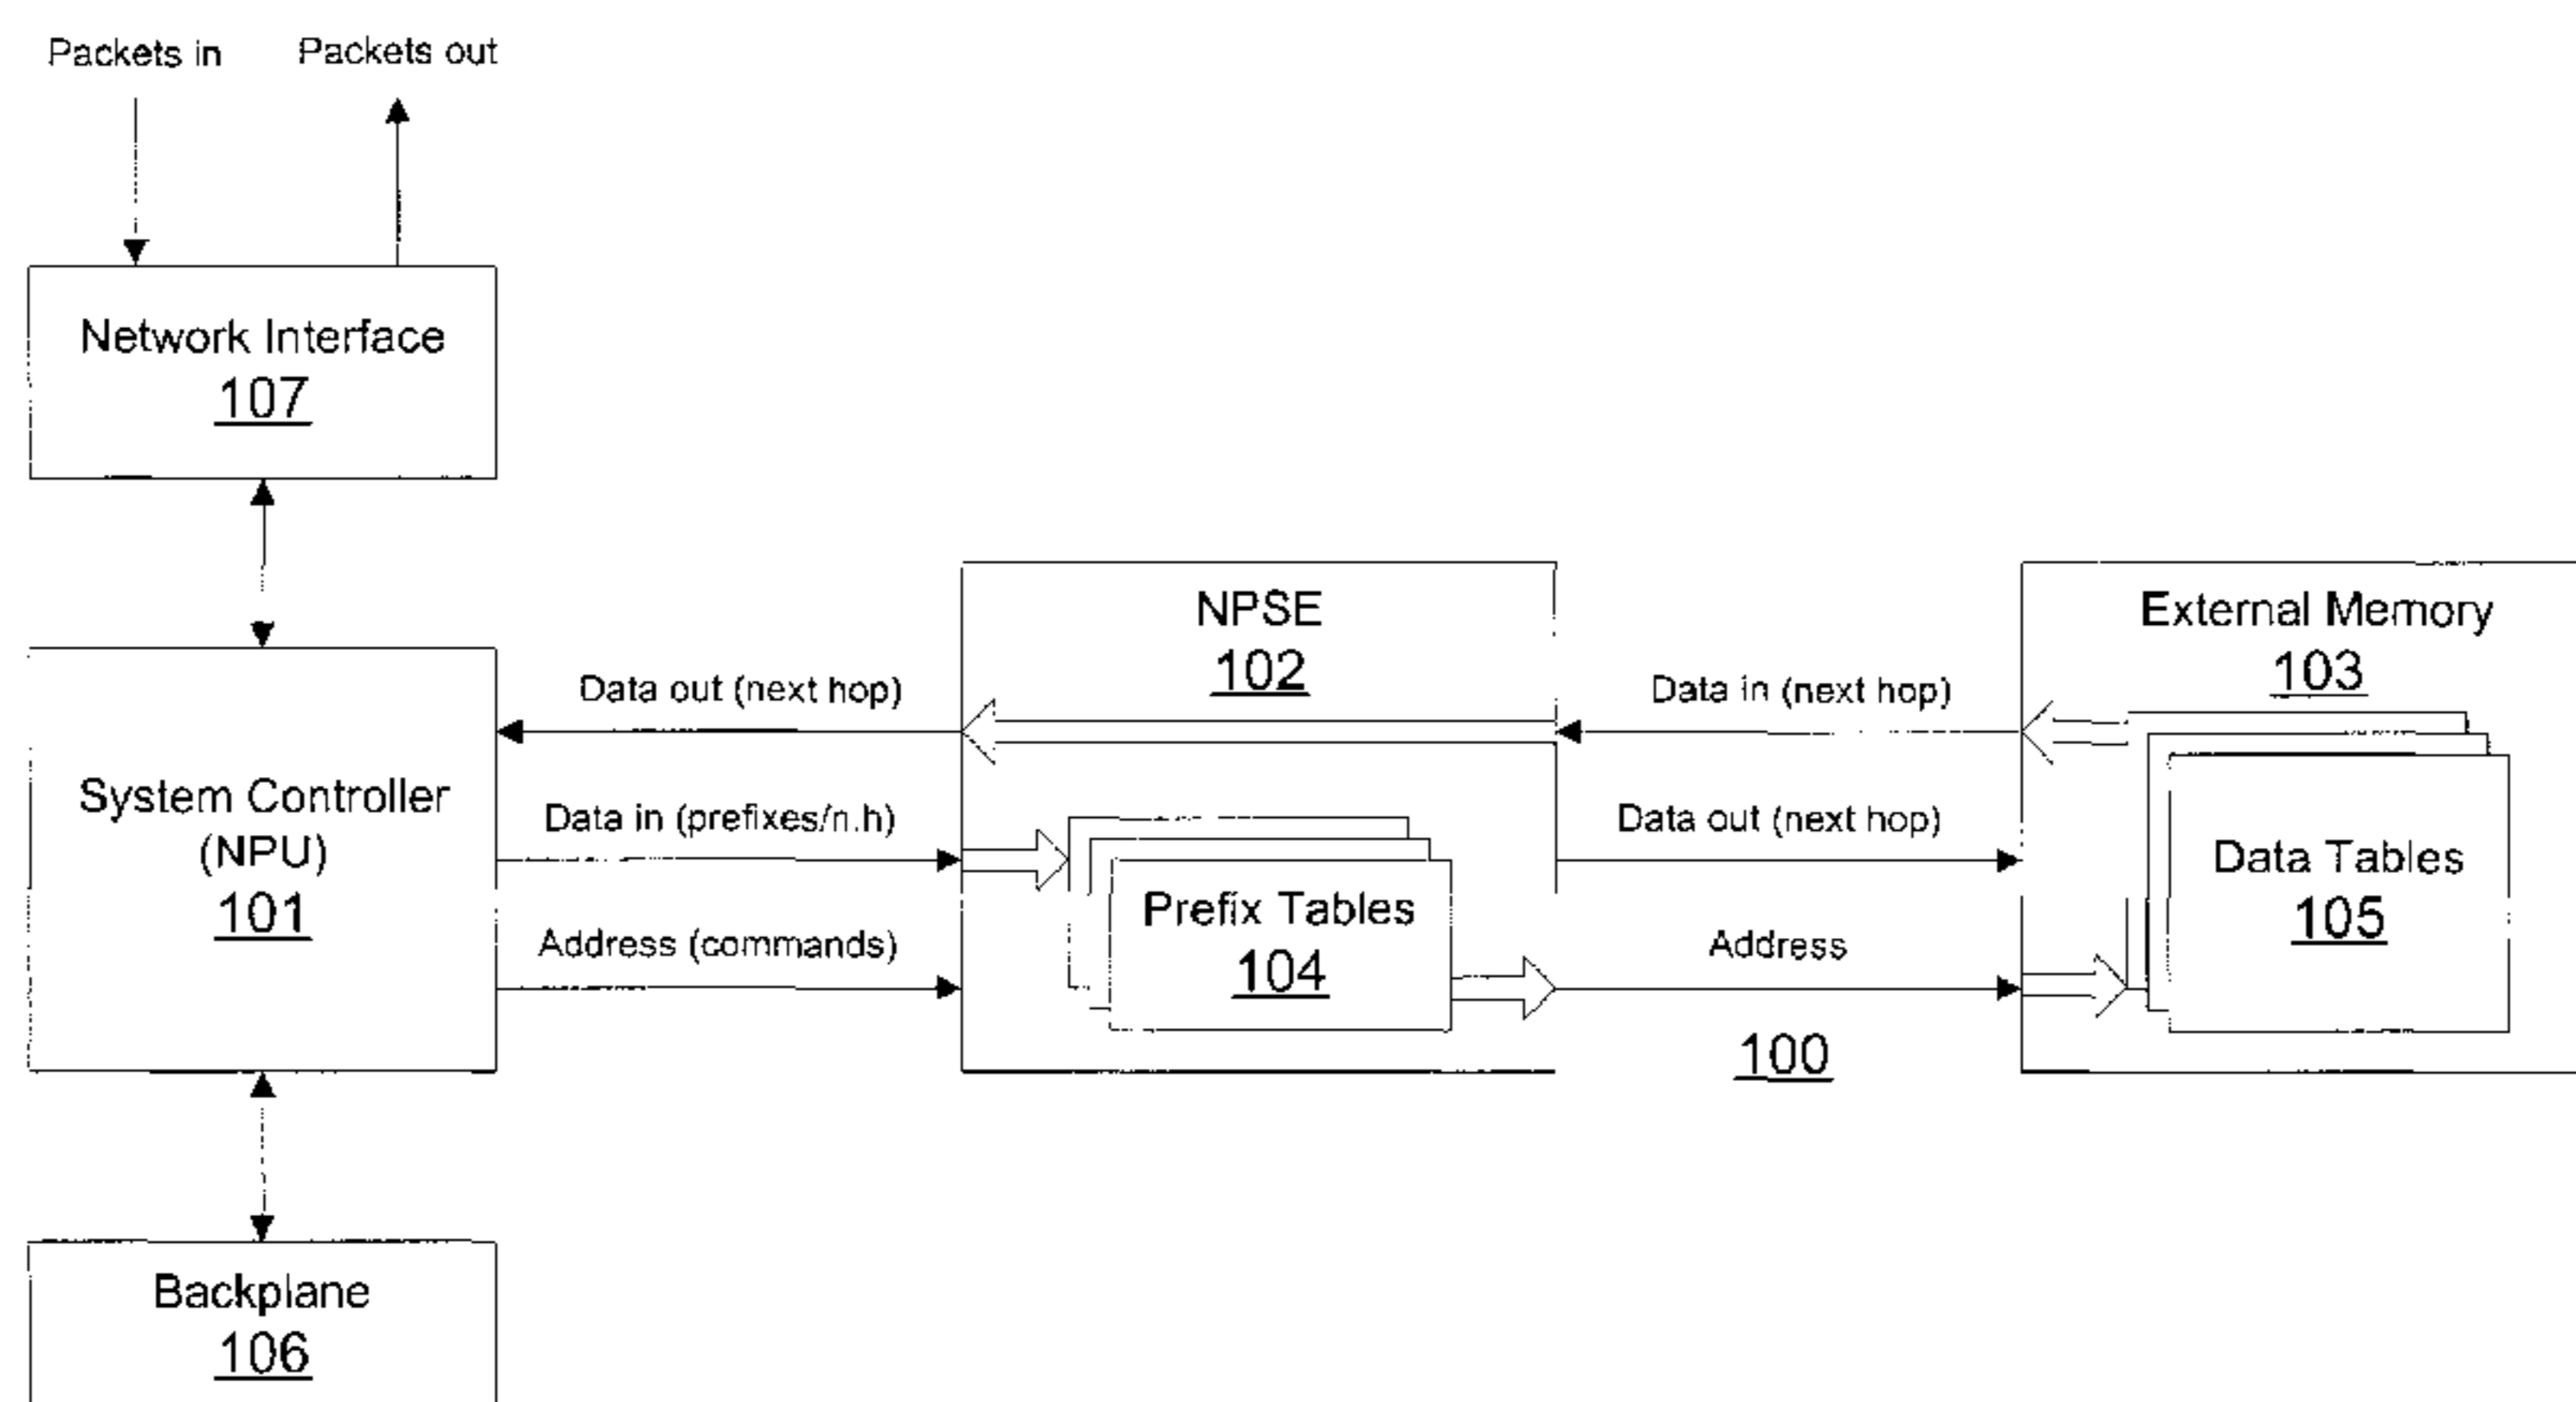 Packets in
Packets out
Network Interface
107
NPSE
102
External Memory
103
Data out (next hop)
Data in (next hop)
System Controller
(NPU)
101
Data in (prefixes/n.h)
Data out (next hop)
Prefix Tables
104
Data Tables
105
Address (commands)
Address
100
Backplane
106